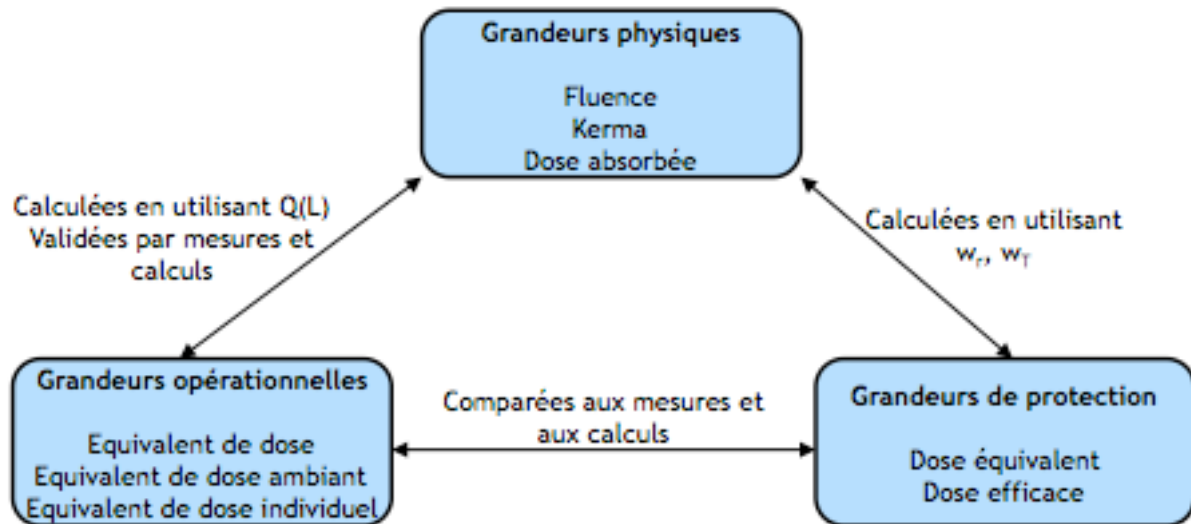 Grandeurs physiques
Fluence
Kerma
Dose absorbée
Calculées en utilisant Q(L)
Validées par mesures et
calculs
Calculées en utilisant
wᵣ, w_T
Grandeurs opérationnelles
Equivalent de dose
Equivalent de dose ambiant
Equivalent de dose individuel
Comparées aux mesures et
aux calculs
Grandeurs de protection
Dose équivalent
Dose efficace